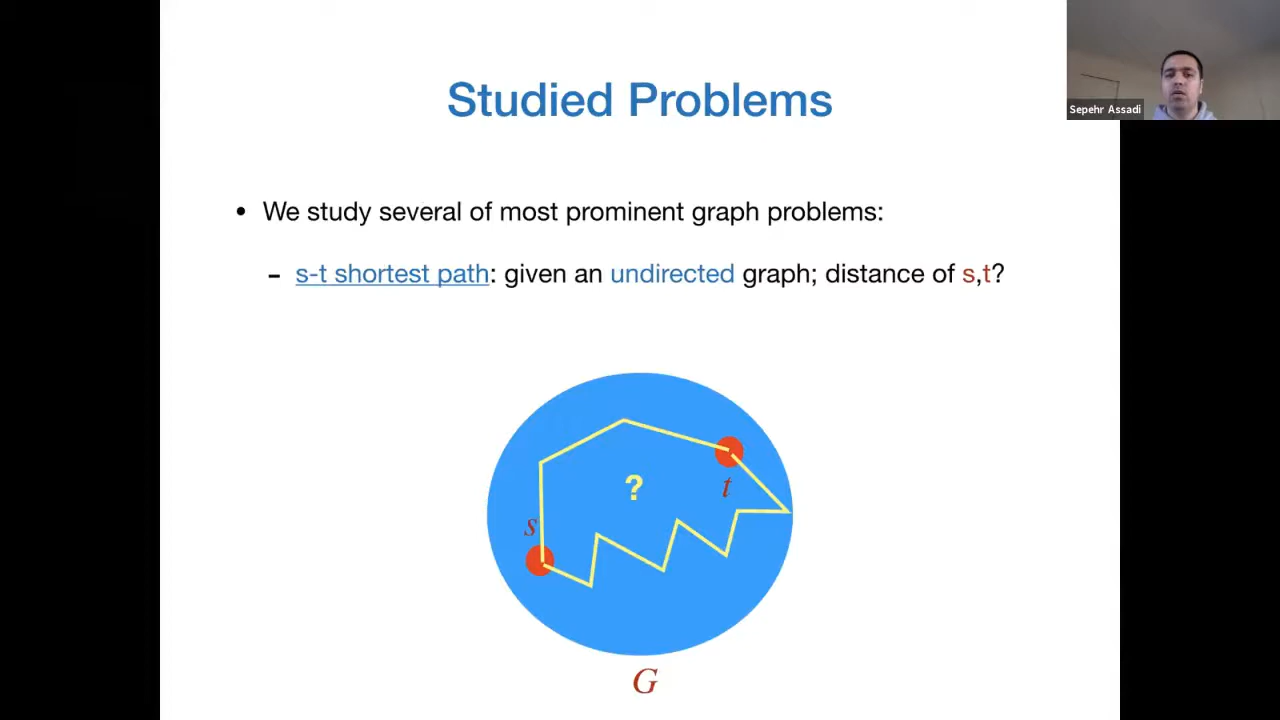 Studied Problems
Sepehr Assadi
• We study several of most prominent graph problems:
- s-t shortest path: given an undirected graph; distance of s,t?
?
t
s
G